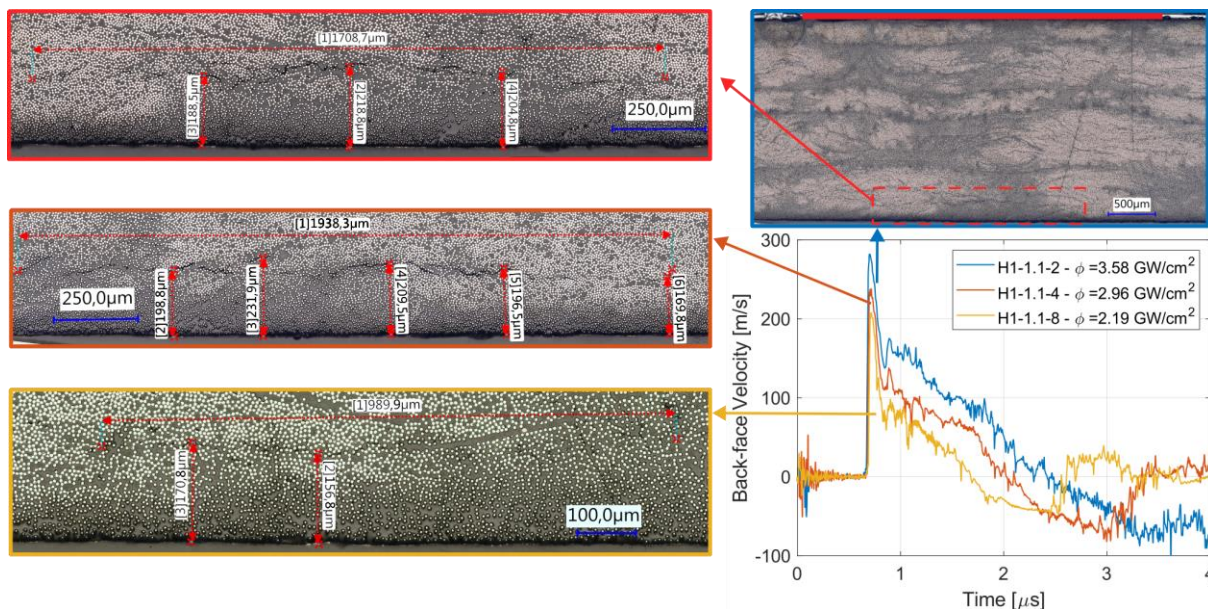 [1]1708,7µm
[3]188,5µm
[2]218,8µm
[4]204,8µm
250,0µm
500µm
[1]1938,3µm
250,0µm
[2]198,8µm
[3]231,9µm
[4]209,5µm
[5]196,5µm
[6]169,8µm
[1]989,9µm
[3]170,8µm
[2]156,8µm
100,0µm
300
200
100
0
-100
Back-face Velocity [m/s]
H1-1.1-2 - ϕ =3.58 GW/cm²
H1-1.1-4 - ϕ =2.96 GW/cm²
H1-1.1-8 - ϕ =2.19 GW/cm²
0 1 2 3 4
Time [μs]